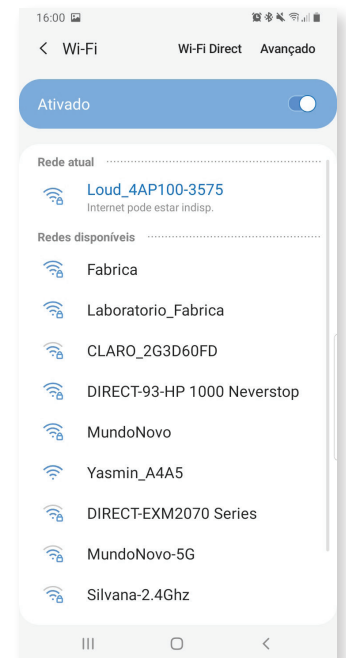 16:00
Wi-Fi Wi-Fi Direct Avançado
Ativado
Rede atual
Loud_4AP100-3575
Internet pode estar indisp.
Redes disponíveis
Fabrica
Laboratorio_Fabrica
CLARO_2G3D60FD
DIRECT-93-HP 1000 Neverstop
MundoNovo
Yasmin_A4A5
DIRECT-EXM2070 Series
MundoNovo-5G
Silvana-2.4Ghz